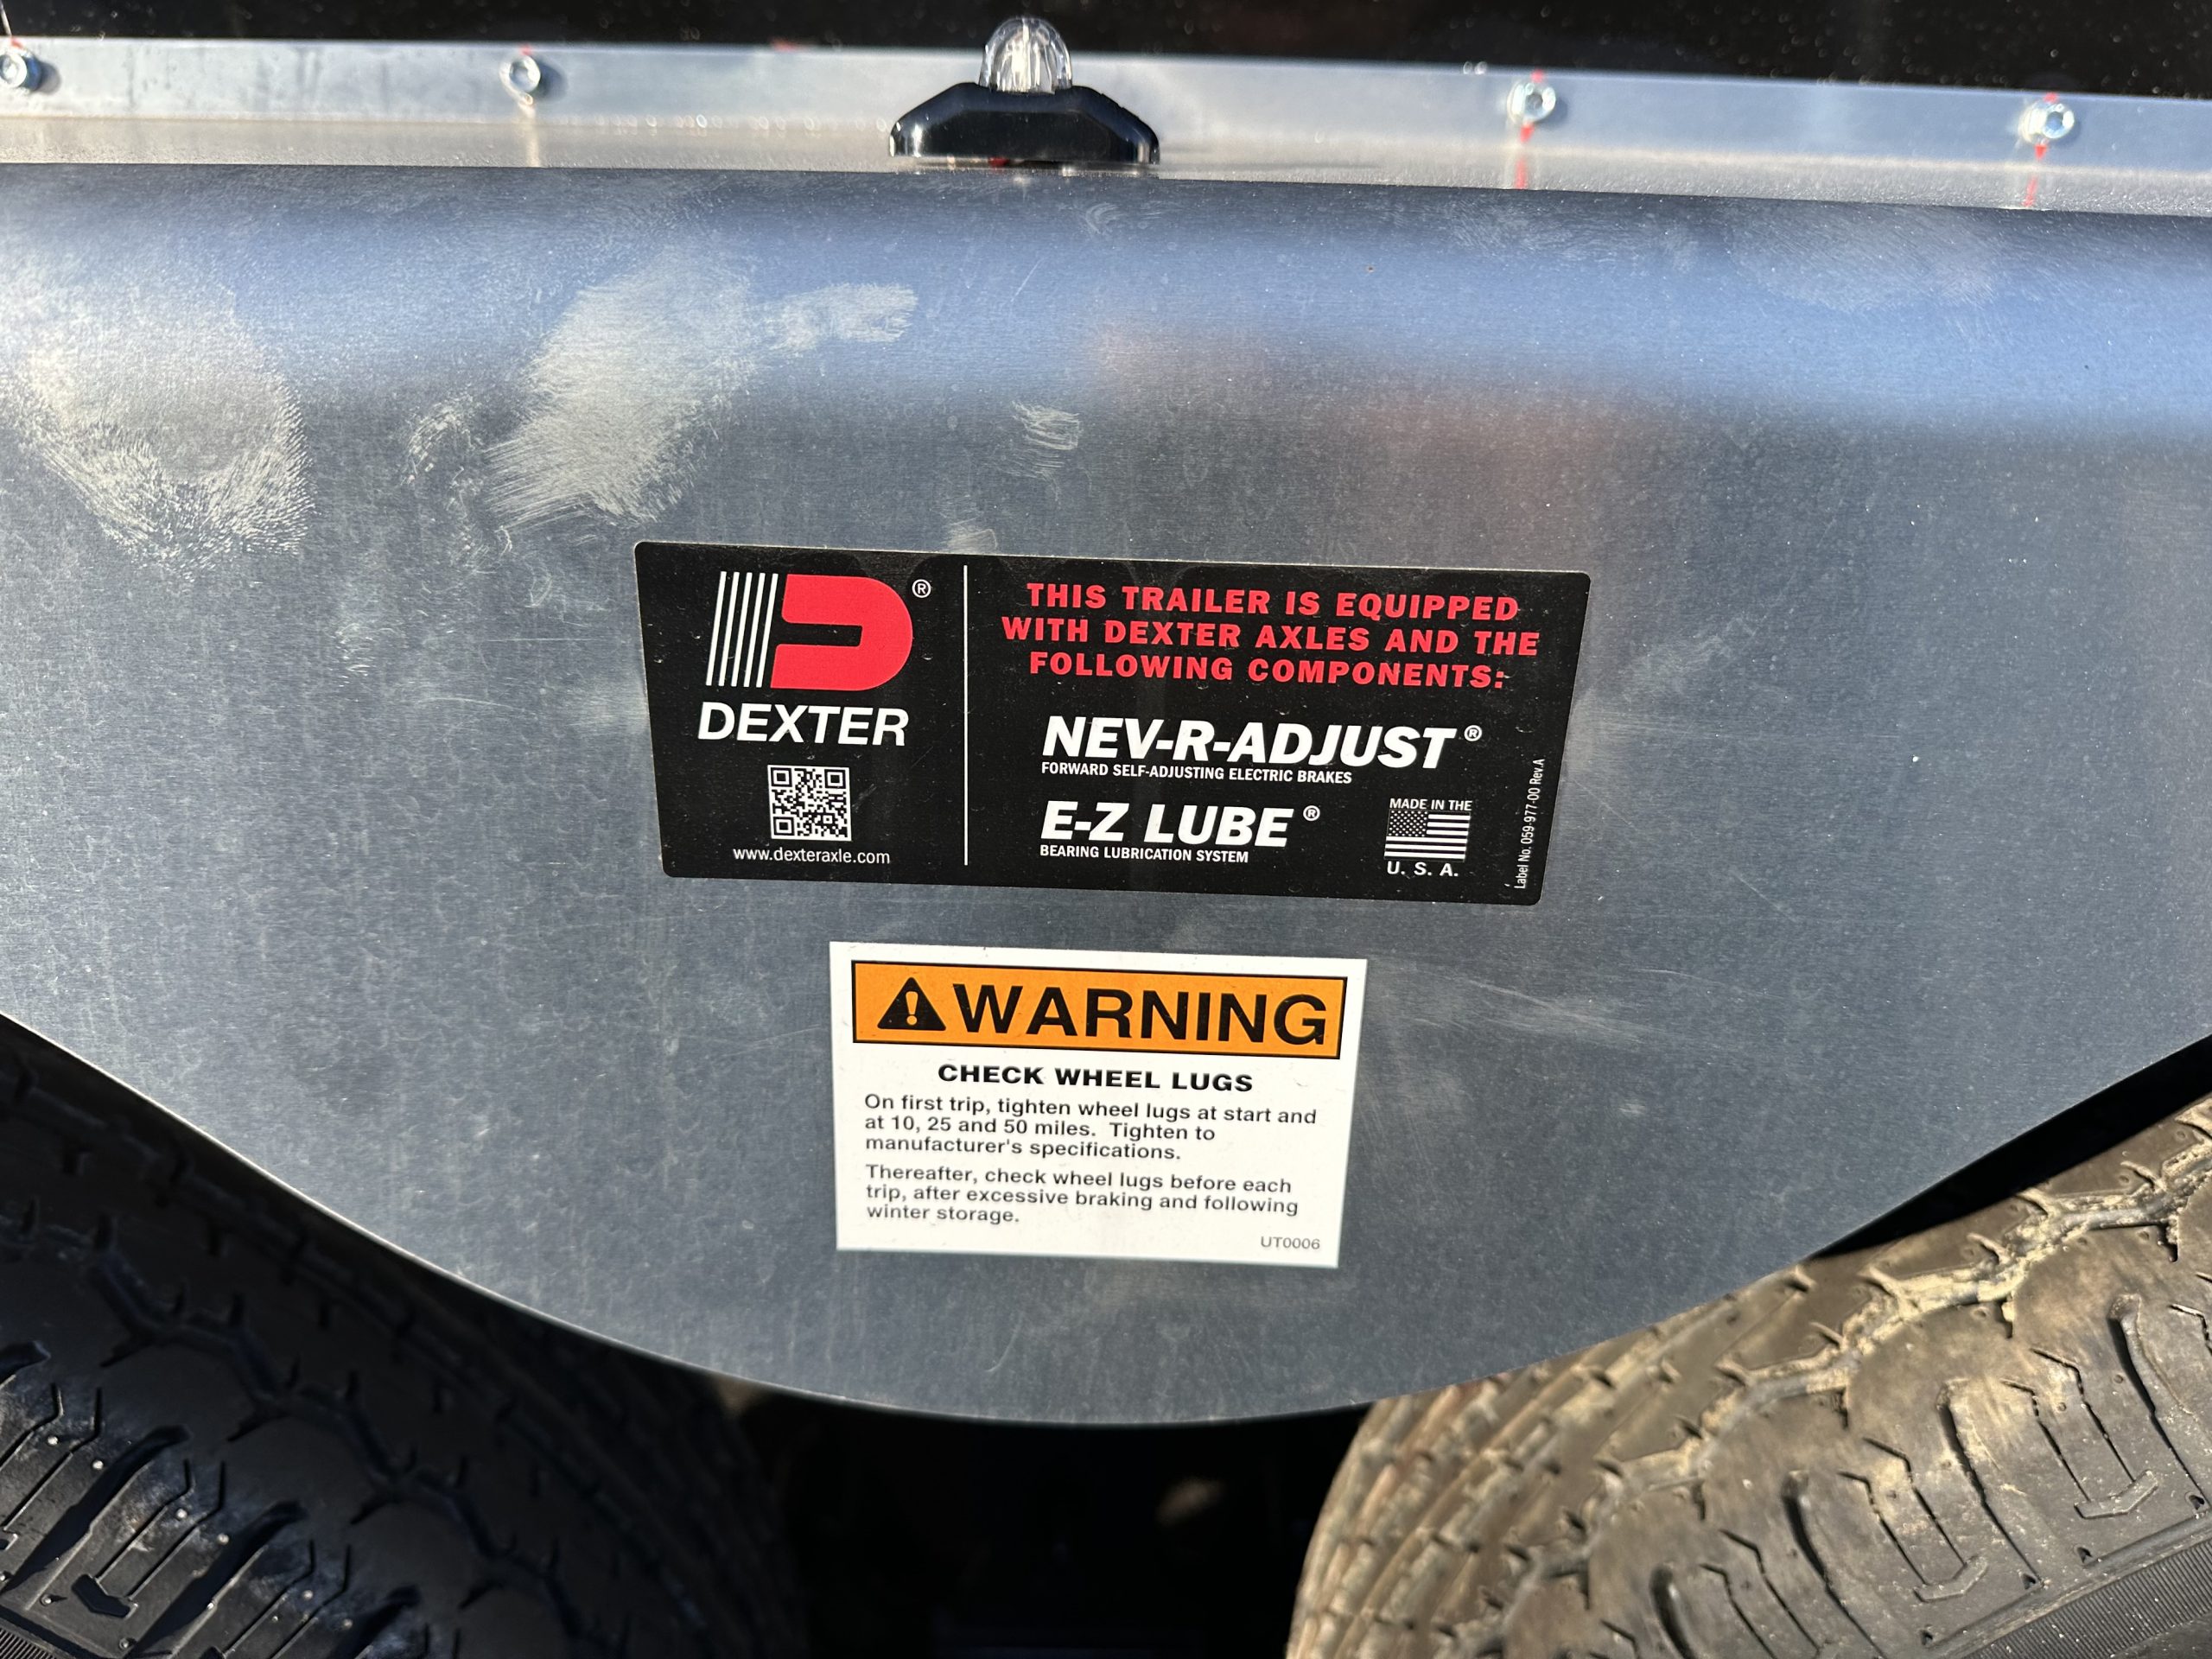 ®
DEXTER
www.dexteraxle.com
THIS TRAILER IS EQUIPPED
WITH DEXTER AXLES AND THE
FOLLOWING COMPONENTS:
NEV-R-ADJUST®
FORWARD SELF-ADJUSTING ELECTRIC BRAKES
E-Z LUBE®
BEARING LUBRICATION SYSTEM
MADE IN THE
U. S. A.
Label No. 059-977-00 Rev.A
WARNING
CHECK WHEEL LUGS
On first trip, tighten wheel lugs at start and
at 10, 25 and 50 miles. Tighten to
manufacturer's specifications.
Thereafter, check wheel lugs before each
trip, after excessive braking and following
winter storage.
UT0006